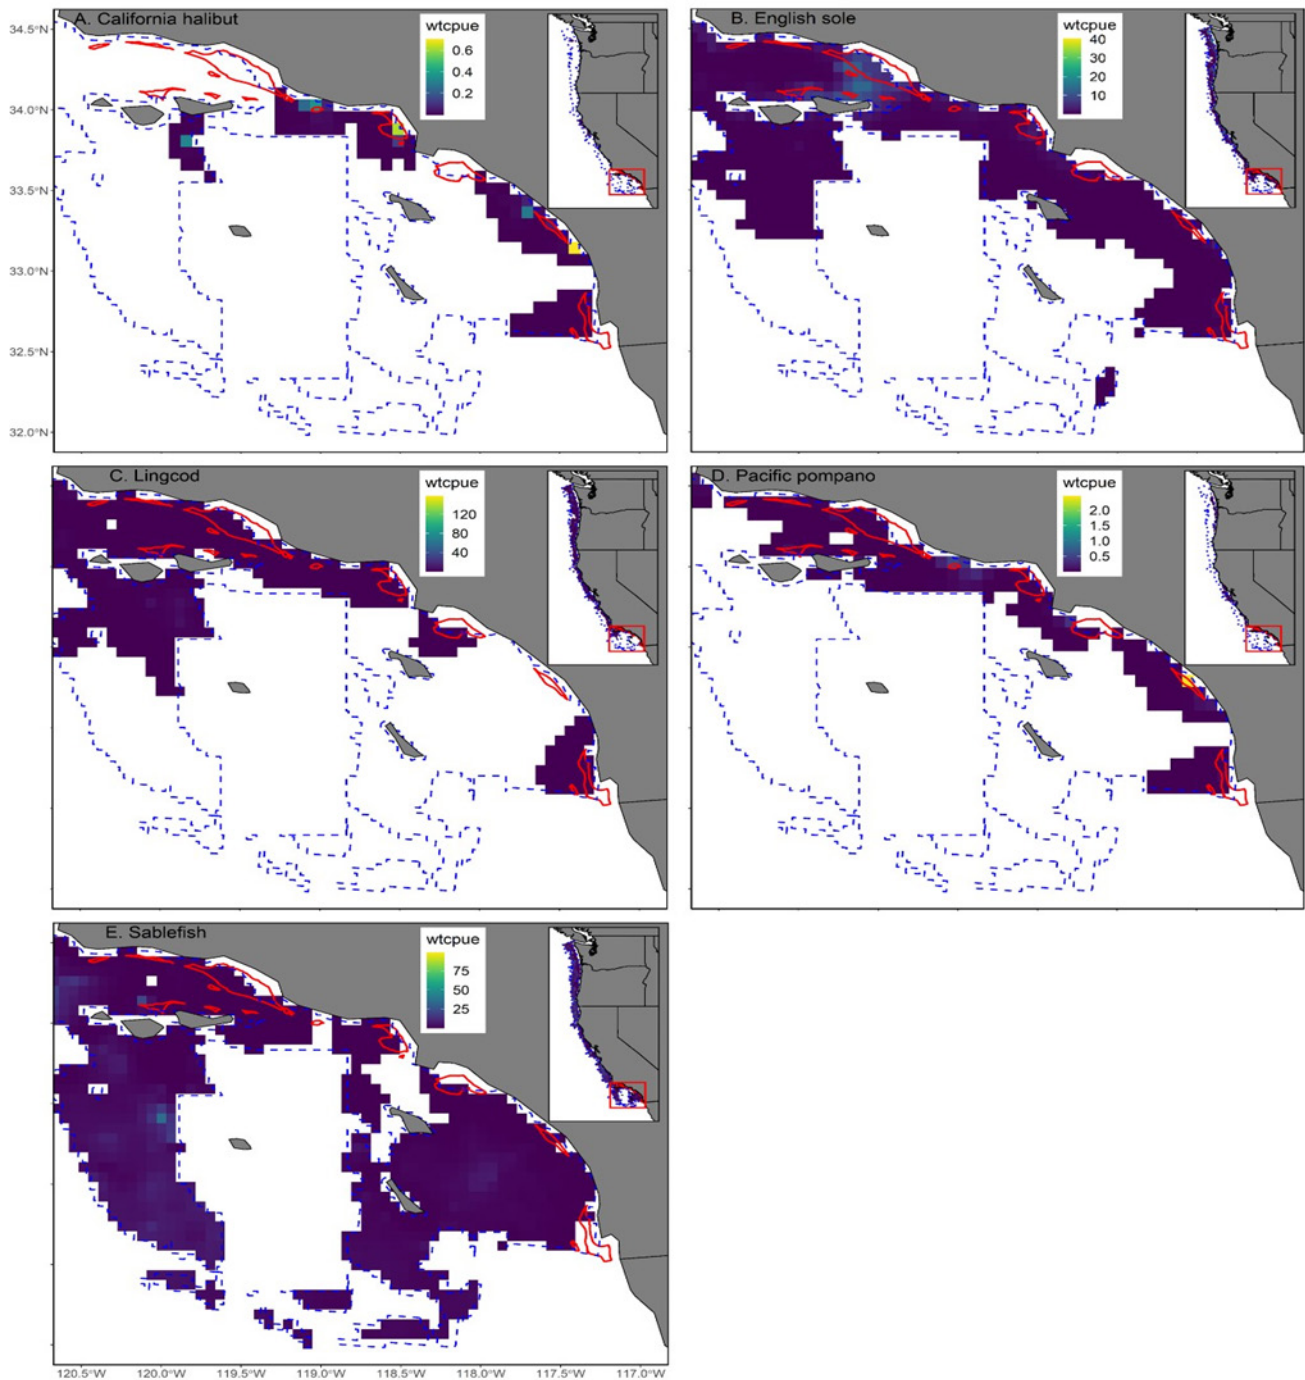 A. California halibut
wtcpue
0.6
0.4
0.2
34.5°N
34.0°N
33.5°N
33.0°N
32.5°N
32.0°N
B. English sole
wtcpue
40
30
20
10
C. Lingcod
wtcpue
120
80
40
D. Pacific pompano
wtcpue
2.0
1.5
1.0
0.5
E. Sablefish
wtcpue
75
50
25
120.5°W 120.0°W 119.5°W 119.0°W 118.5°W 118.0°W 117.5°W 117.0°W